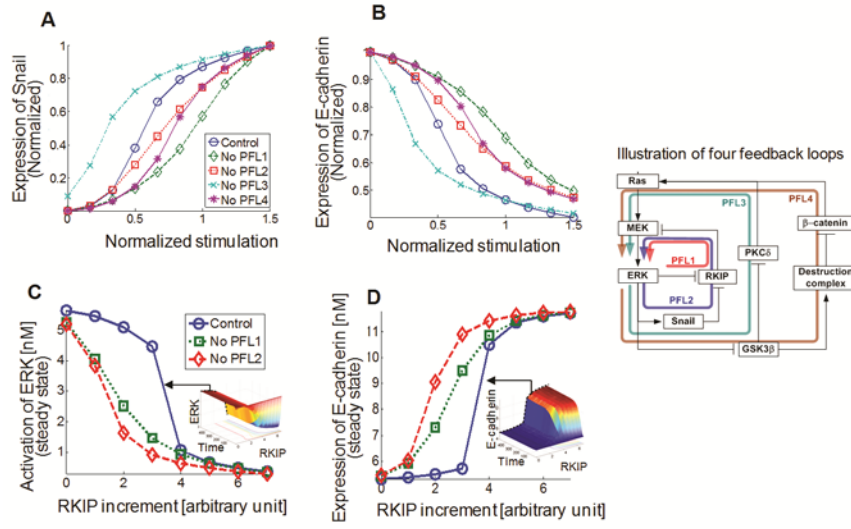 A
Expression of Snail
(Normalized)
1
0.8
0.6
0.4
0.2
0
0.5
1.0
1.5
Normalized stimulation
Control
No PFL1
No PFL2
No PFL3
No PFL4
B
Expression of E-cadherin
(Normalized)
0.9
0.8
0.7
0.6
0.5
0
0.5
1.0
1.5
Normalized stimulation
Illustration of four feedback loops
Ras
PFL3
PFL4
MEK
β-catenin
PFL1
PKCδ
ERK
RKIP
Destruction
complex
PFL2
Snail
GSK3β
C
Activation of ERK [nM]
(steady state)
5
4
3
2
1
0
2
4
6
RKIP increment [arbitrary unit]
Control
No PFL1
No PFL2
ERK
Time
RKIP
D
Expression of E-cadherin [nM]
(steady state)
11
10
9
8
7
6
0
2
4
6
RKIP increment [arbitrary unit]
E-cadherin
Time
RKIP